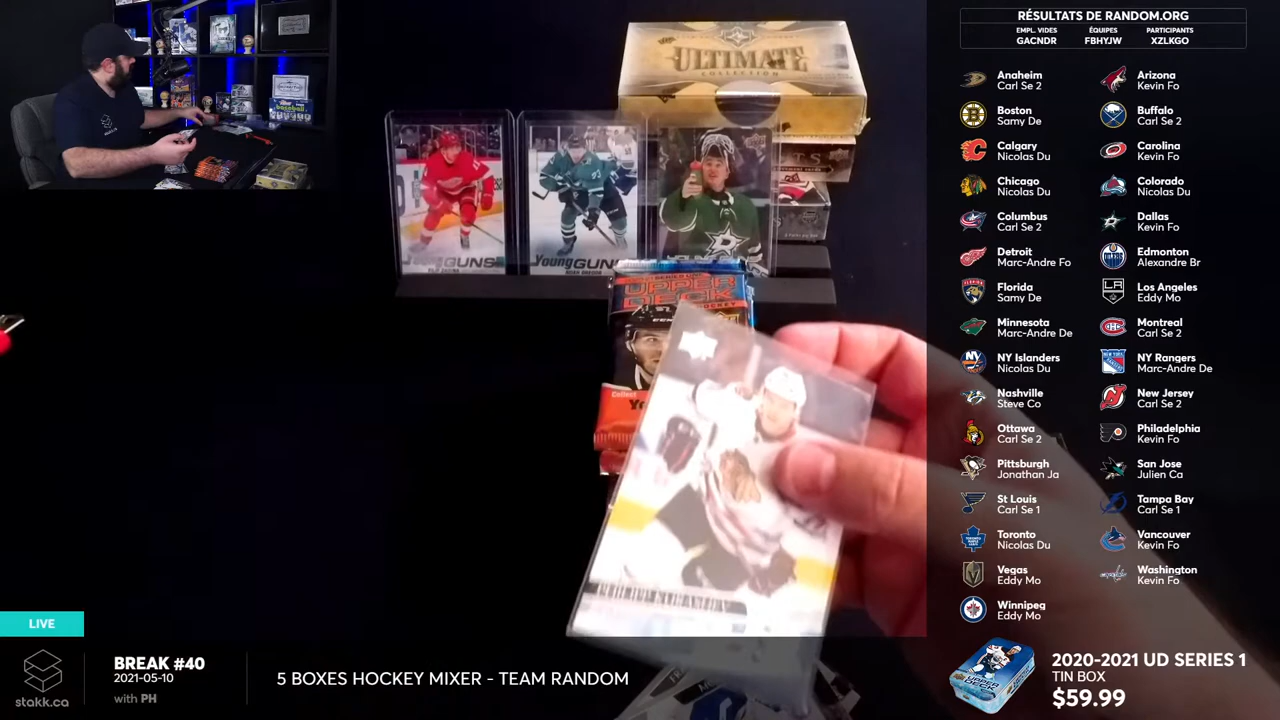 RÉSULTATS DE RANDOM.ORG
EMPL. VIDES
GACNDR
ÉQUIPES
FBHYJW
PARTICIPANTS
XZLKGO
Anaheim
Carl Se 2
Arizona
Kevin Fo
Boston
Samy De
Buffalo
Carl Se 2
Calgary
Nicolas Du
Carolina
Kevin Fo
Chicago
Nicolas Du
Colorado
Nicolas Du
Columbus
Carl Se 2
Dallas
Kevin Fo
Detroit
Marc-Andre Fo
Edmonton
Alexandre Br
Florida
Samy De
Los Angeles
Eddy Mo
Minnesota
Marc-Andre De
Montreal
Carl Se 2
NY Islanders
Nicolas Du
NY Rangers
Marc-Andre De
Nashville
Steve Co
New Jersey
Carl Se 2
Ottawa
Carl Se 2
Philadelphia
Kevin Fo
Pittsburgh
Jonathan Ja
San Jose
Julien Ca
St Louis
Carl Se 1
Tampa Bay
Carl Se 1
Toronto
Nicolas Du
Vancouver
Kevin Fo
Vegas
Eddy Mo
Washington
Kevin Fo
Winnipeg
Eddy Mo
ULTIMATE
COLLECTION
GUNS
Young GUNS
UPPER
DECK
HOCKEY
LIVE
stakk.ca
BREAK #40
2021-05-10
with PH
5 BOXES HOCKEY MIXER - TEAM RANDOM
2020-2021 UD SERIES 1
TIN BOX
$59.99